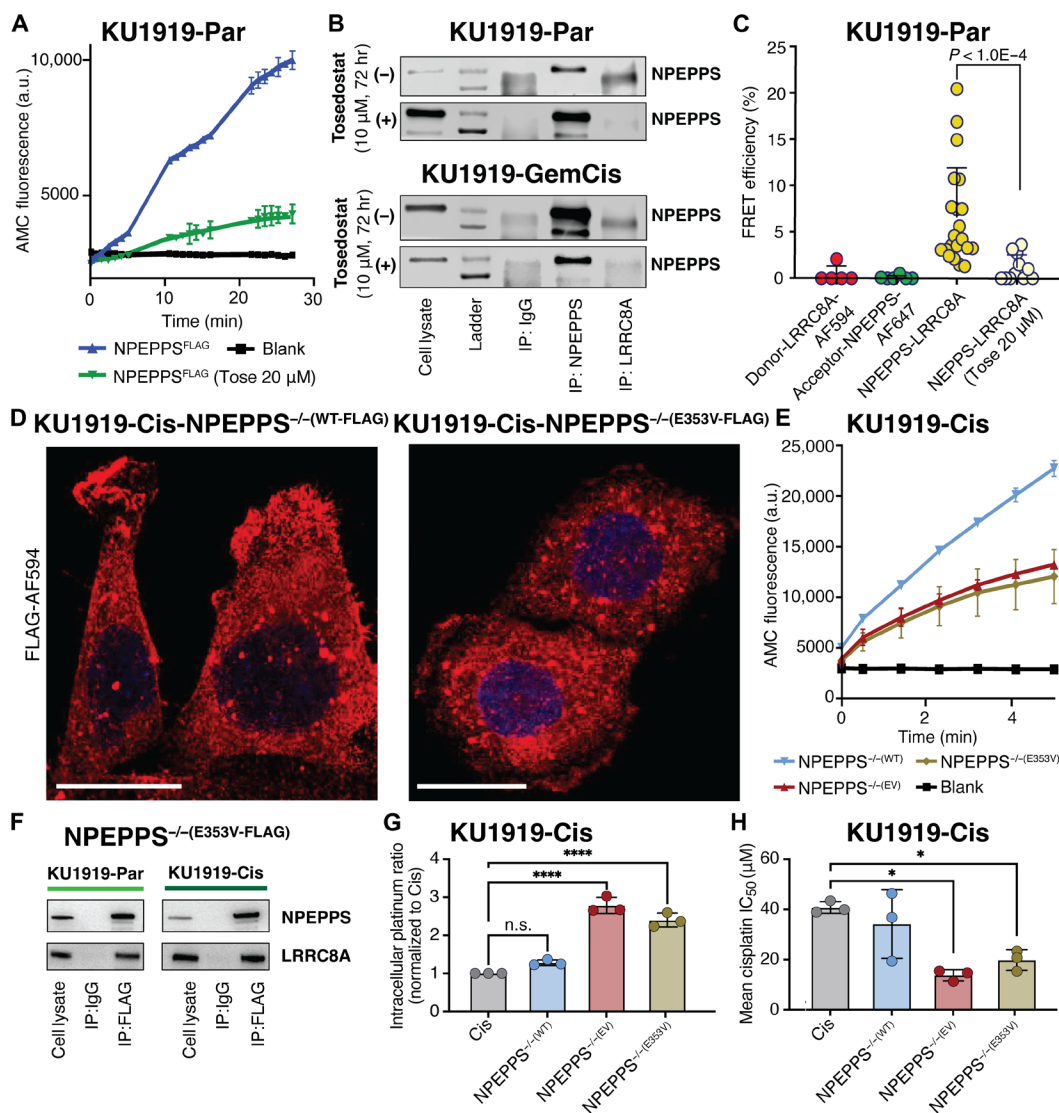 A
KU1919-Par
AMC fluorescence (a.u.)
10,000
5000
0
10
20
30
Time (min)
NPEPPS^FLAG
Blank
NPEPPS^FLAG (Tose 20 μM)
B
KU1919-Par
Tosedostat
(10 μM, 72 hr)
(–)
NPEPPS
(+)
NPEPPS
KU1919-GemCis
Tosedostat
(10 μM, 72 hr)
(–)
NPEPPS
(+)
NPEPPS
Cell lysate
Ladder
IP: IgG
IP: NPEPPS
IP: LRRC8A
C
KU1919-Par
P < 1.0E–4
FRET efficiency (%)
25
20
15
10
5
0
Donor-LRRC8A-
AF594
Acceptor-NPEPPS-
AF647
NPEPPS-LRRC8A
NEPPS-LRRC8A
(Tose 20 μM)
D
KU1919-Cis-NPEPPS^–/–(WT-FLAG)
KU1919-Cis-NPEPPS^–/–(E353V-FLAG)
FLAG-AF594
E
KU1919-Cis
AMC fluorescence (a.u.)
25,000
20,000
15,000
10,000
5000
0
0
2
4
Time (min)
NPEPPS^–/–(WT)
NPEPPS^–/–(E353V)
NPEPPS^–/–(EV)
Blank
F
NPEPPS^–/–(E353V-FLAG)
KU1919-Par
KU1919-Cis
NPEPPS
LRRC8A
Cell lysate
IP:IgG
IP:FLAG
Cell lysate
IP:IgG
IP:FLAG
G
KU1919-Cis
Intracellular platinum ratio
(normalized to Cis)
4
3
2
1
0
****
****
n.s.
Cis
NPEPPS^–/–(WT)
NPEPPS^–/–(EV)
NPEPPS^–/–(E353V)
H
KU1919-Cis
Mean cisplatin IC50 (μM)
60
40
20
0
*
*
Cis
NPEPPS^–/–(WT)
NPEPPS^–/–(EV)
NPEPPS^–/–(E353V)